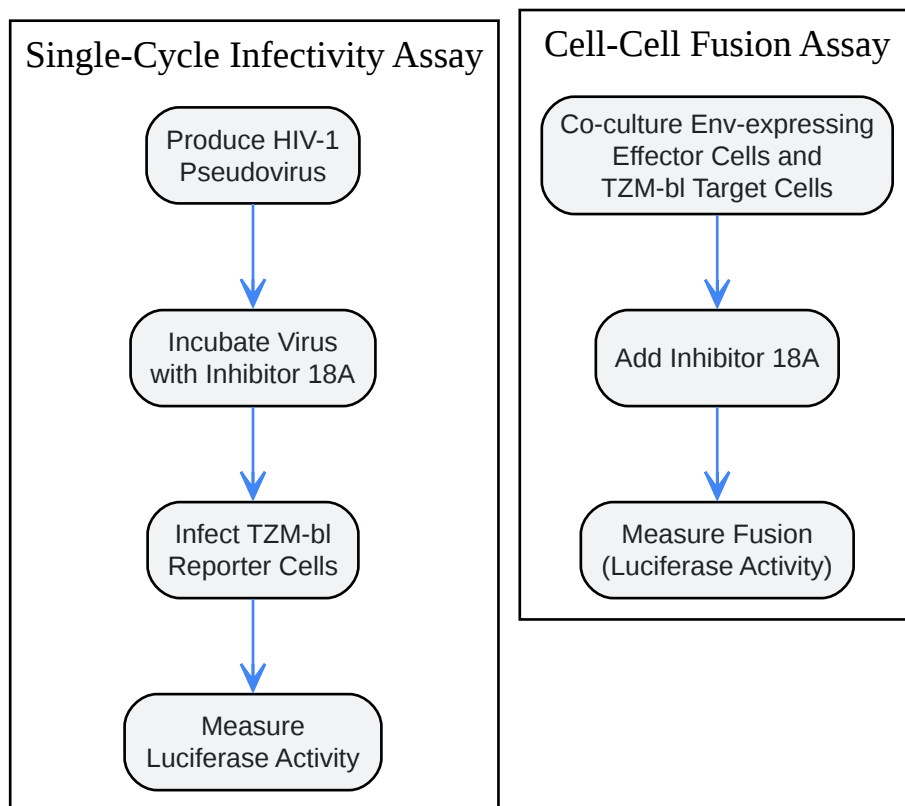 Single-Cycle Infectivity Assay
Produce HIV-1
Pseudovirus
Incubate Virus
with Inhibitor 18A
Infect TZM-bl
Reporter Cells
Measure
Luciferase Activity
Cell-Cell Fusion Assay
Co-culture Env-expressing
Effector Cells and
TZM-bl Target Cells
Add Inhibitor 18A
Measure Fusion
(Luciferase Activity)